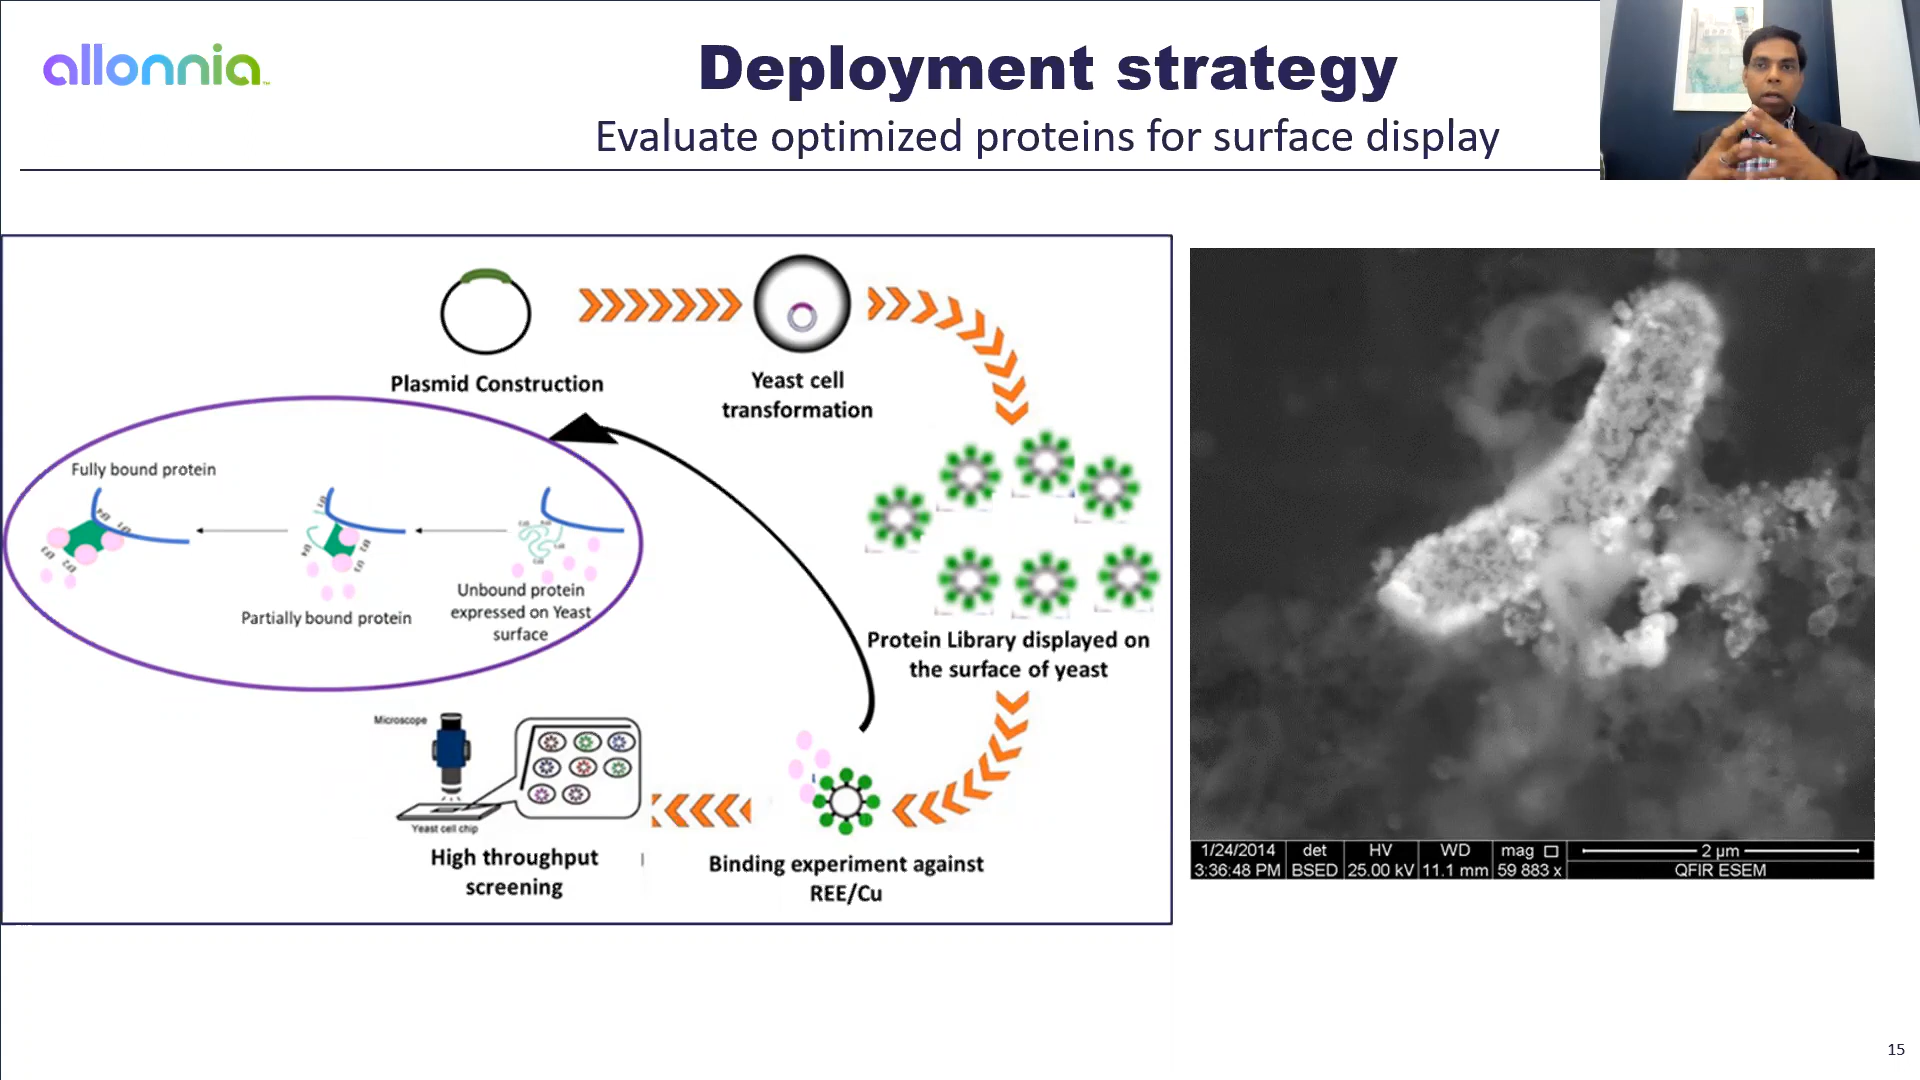 allonnia
Deployment strategy
Evaluate optimized proteins for surface display
Plasmid Construction
Yeast cell
transformation
Fully bound protein
Partially bound protein
Unbound protein
expressed on Yeast
surface
Protein Library displayed on
the surface of yeast
Microscope
Yeast cell chip
High throughput
screening
Binding experiment against
REE/Cu
1/24/2014 det HV WD mag 2 µm
3:36:48 PM BSED 25.00 kV 11.1 mm 59 883 x QFIR ESEM
15